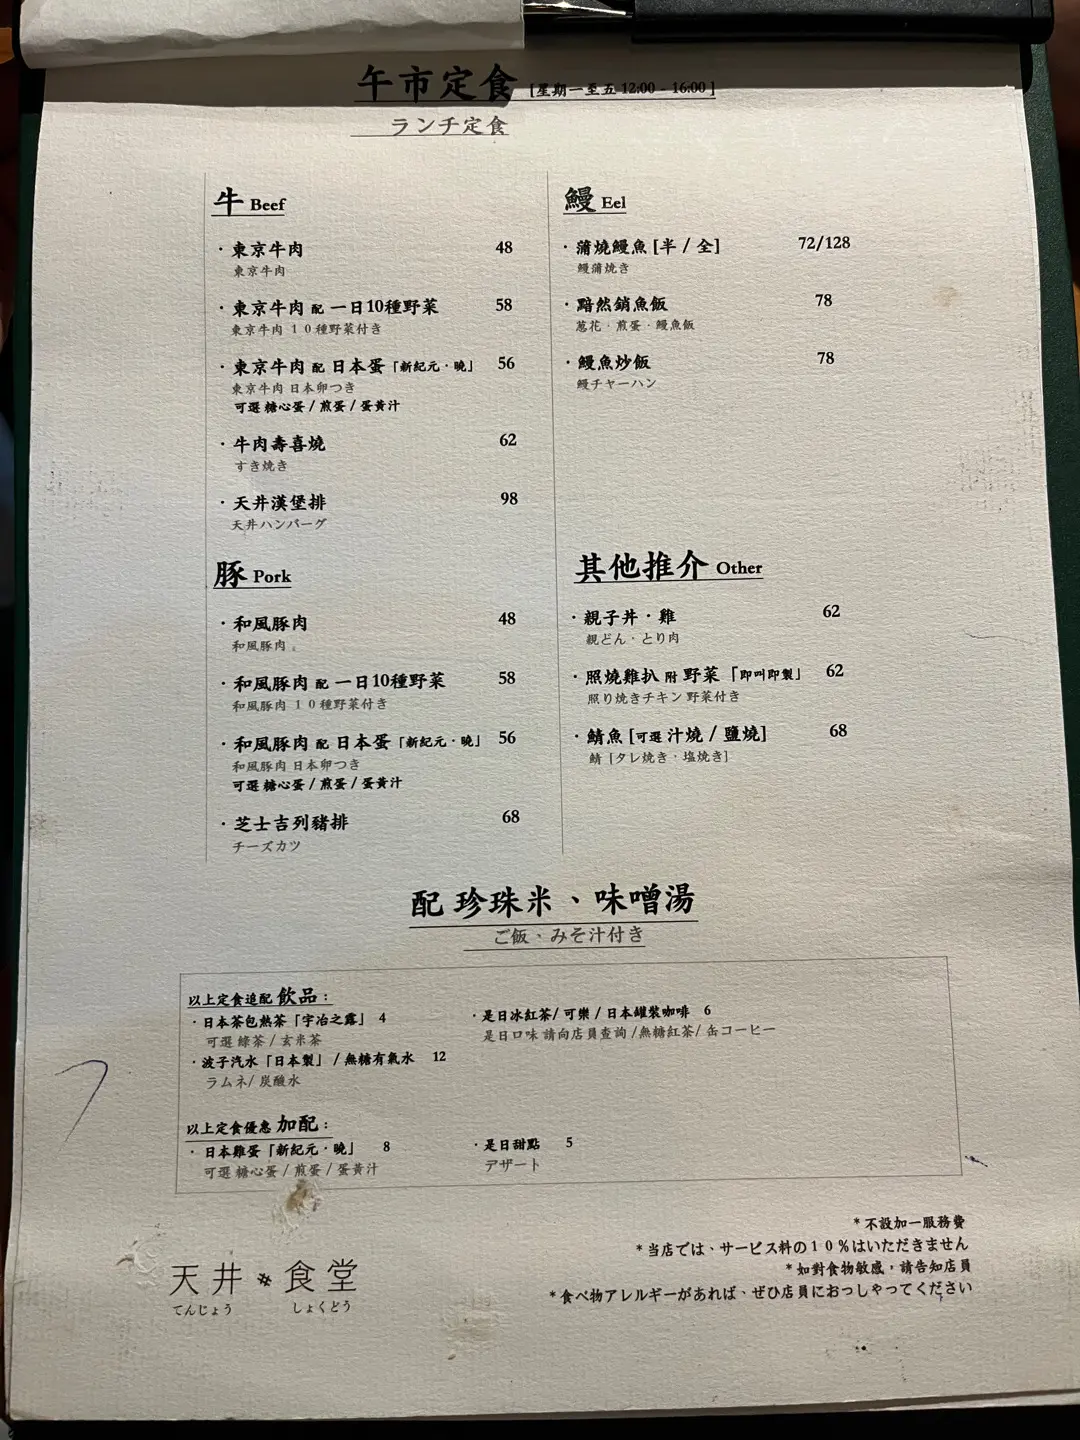 午市定食 [星期一至五 12:00 - 16:00]
ランチ定食
牛 Beef
・東京牛肉 48
東京牛肉
・東京牛肉 配 一日10種野菜 58
東京牛肉 １０種野菜付き
・東京牛肉 配 日本蛋「新紀元・曉」 56
東京牛肉 日本卵つき
可選 糖心蛋 / 煎蛋 / 蛋黃汁
・牛肉壽喜燒 62
すき焼き
・天井漢堡排 98
天井ハンバーグ
豚 Pork
・和風豚肉 48
和風豚肉
・和風豚肉 配 一日10種野菜 58
和風豚肉 １０種野菜付き
・和風豚肉 配 日本蛋「新紀元・曉」 56
和風豚肉 日本卵つき
可選 糖心蛋 / 煎蛋 / 蛋黃汁
・芝士吉列豬排 68
チーズカツ
鰻 Eel
・蒲燒鰻魚 [半 / 全] 72/128
鰻蒲焼き
・黯然銷魚飯 78
葱花・煎蛋・鰻魚飯
・鰻魚炒飯 78
鰻チャーハン
其他推介 Other
・親子丼・雞 62
親どん・とり肉
・照燒雞扒 附 野菜「即叫即製」 62
照り焼きチキン 野菜付き
・鯖魚 [可選 汁燒 / 鹽燒] 68
鯖 [タレ焼き・塩焼き]
配 珍珠米、味噌湯
ご飯・みそ汁付き
以上定食追配 飲品：
・日本茶包熱茶「宇治之露」 4
可選 綠茶 / 玄米茶
・波子汽水「日本製」 / 無糖有氣水 12
ラムネ/ 炭酸水
・是日冰紅茶/ 可樂 / 日本罐裝咖啡 6
是日口味 請向店員查詢 /無糖紅茶/ 缶コーヒー
以上定食優惠 加配：
・日本雞蛋「新紀元・曉」 8
可選 糖心蛋 / 煎蛋 / 蛋黃汁
・是日甜點 5
デザート
*不設加一服務費
*当店では、サービス料の１０％はいただきません
*如對食物敏感，請告知店員
*食べ物アレルギーがあれば、ぜひ店員におっしゃってください
天井 食堂
てんじょう しょくどう